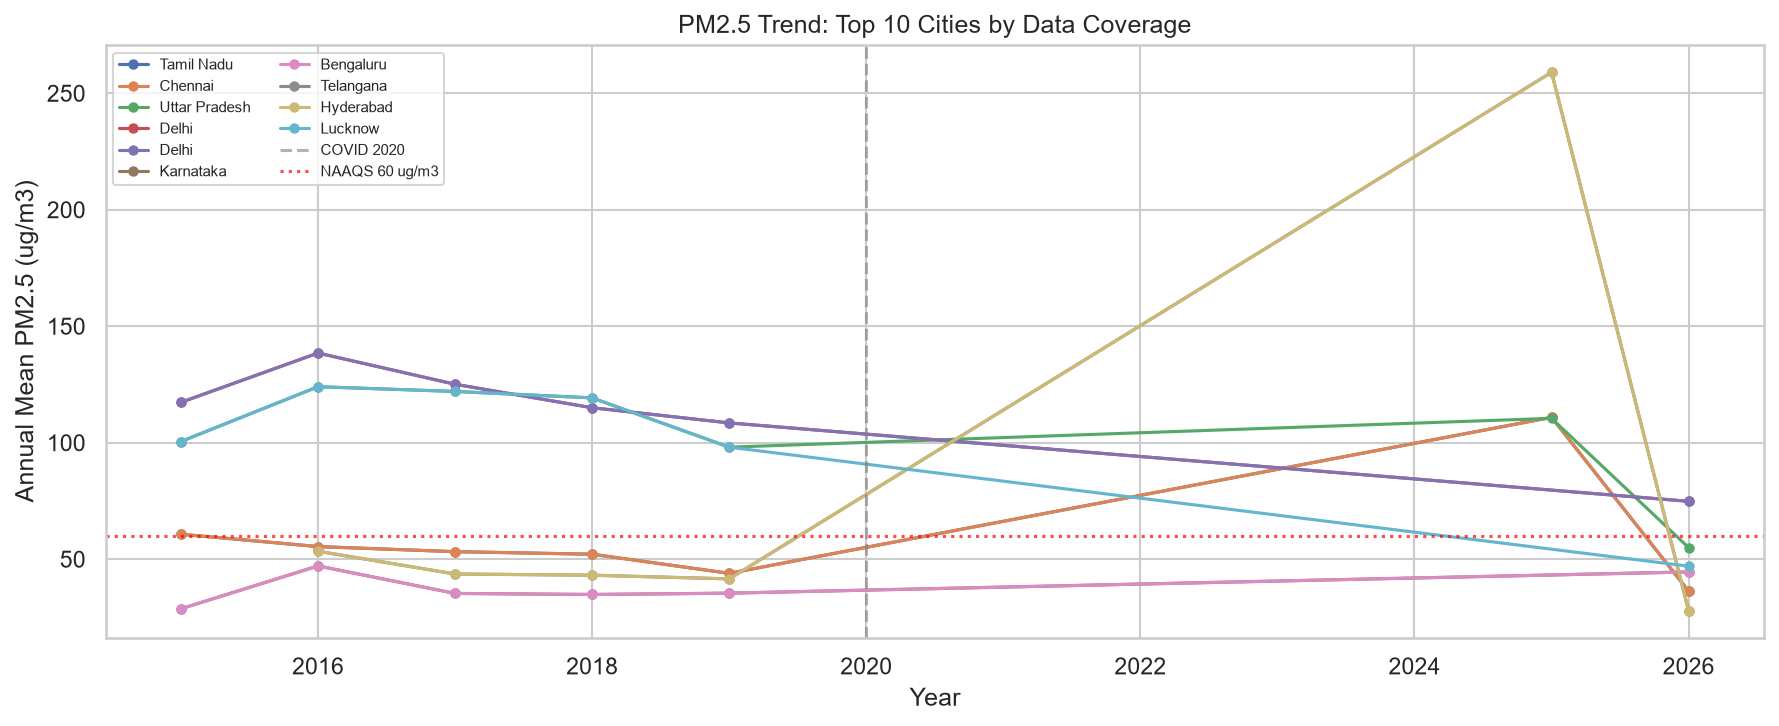 PM2.5 Trend: Top 10 Cities by Data Coverage
Tamil Nadu
Chennai
Uttar Pradesh
Delhi
Delhi
Karnataka
Bengaluru
Telangana
Hyderabad
Lucknow
COVID 2020
NAAQS 60 ug/m3
Annual Mean PM2.5 (ug/m3)
250
200
150
100
50
2016
2018
2020
2022
2024
2026
Year